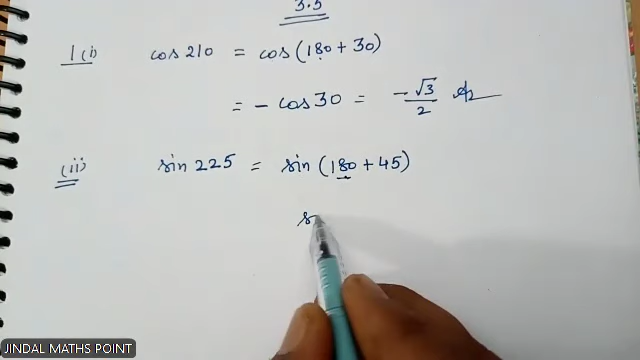 3.5
1(i) cos 210 = cos (180 + 30)
= - cos 30 = - √3/2 Ans
(ii) sin 225 = sin (180 + 45)
s
JINDAL MATHS POINT